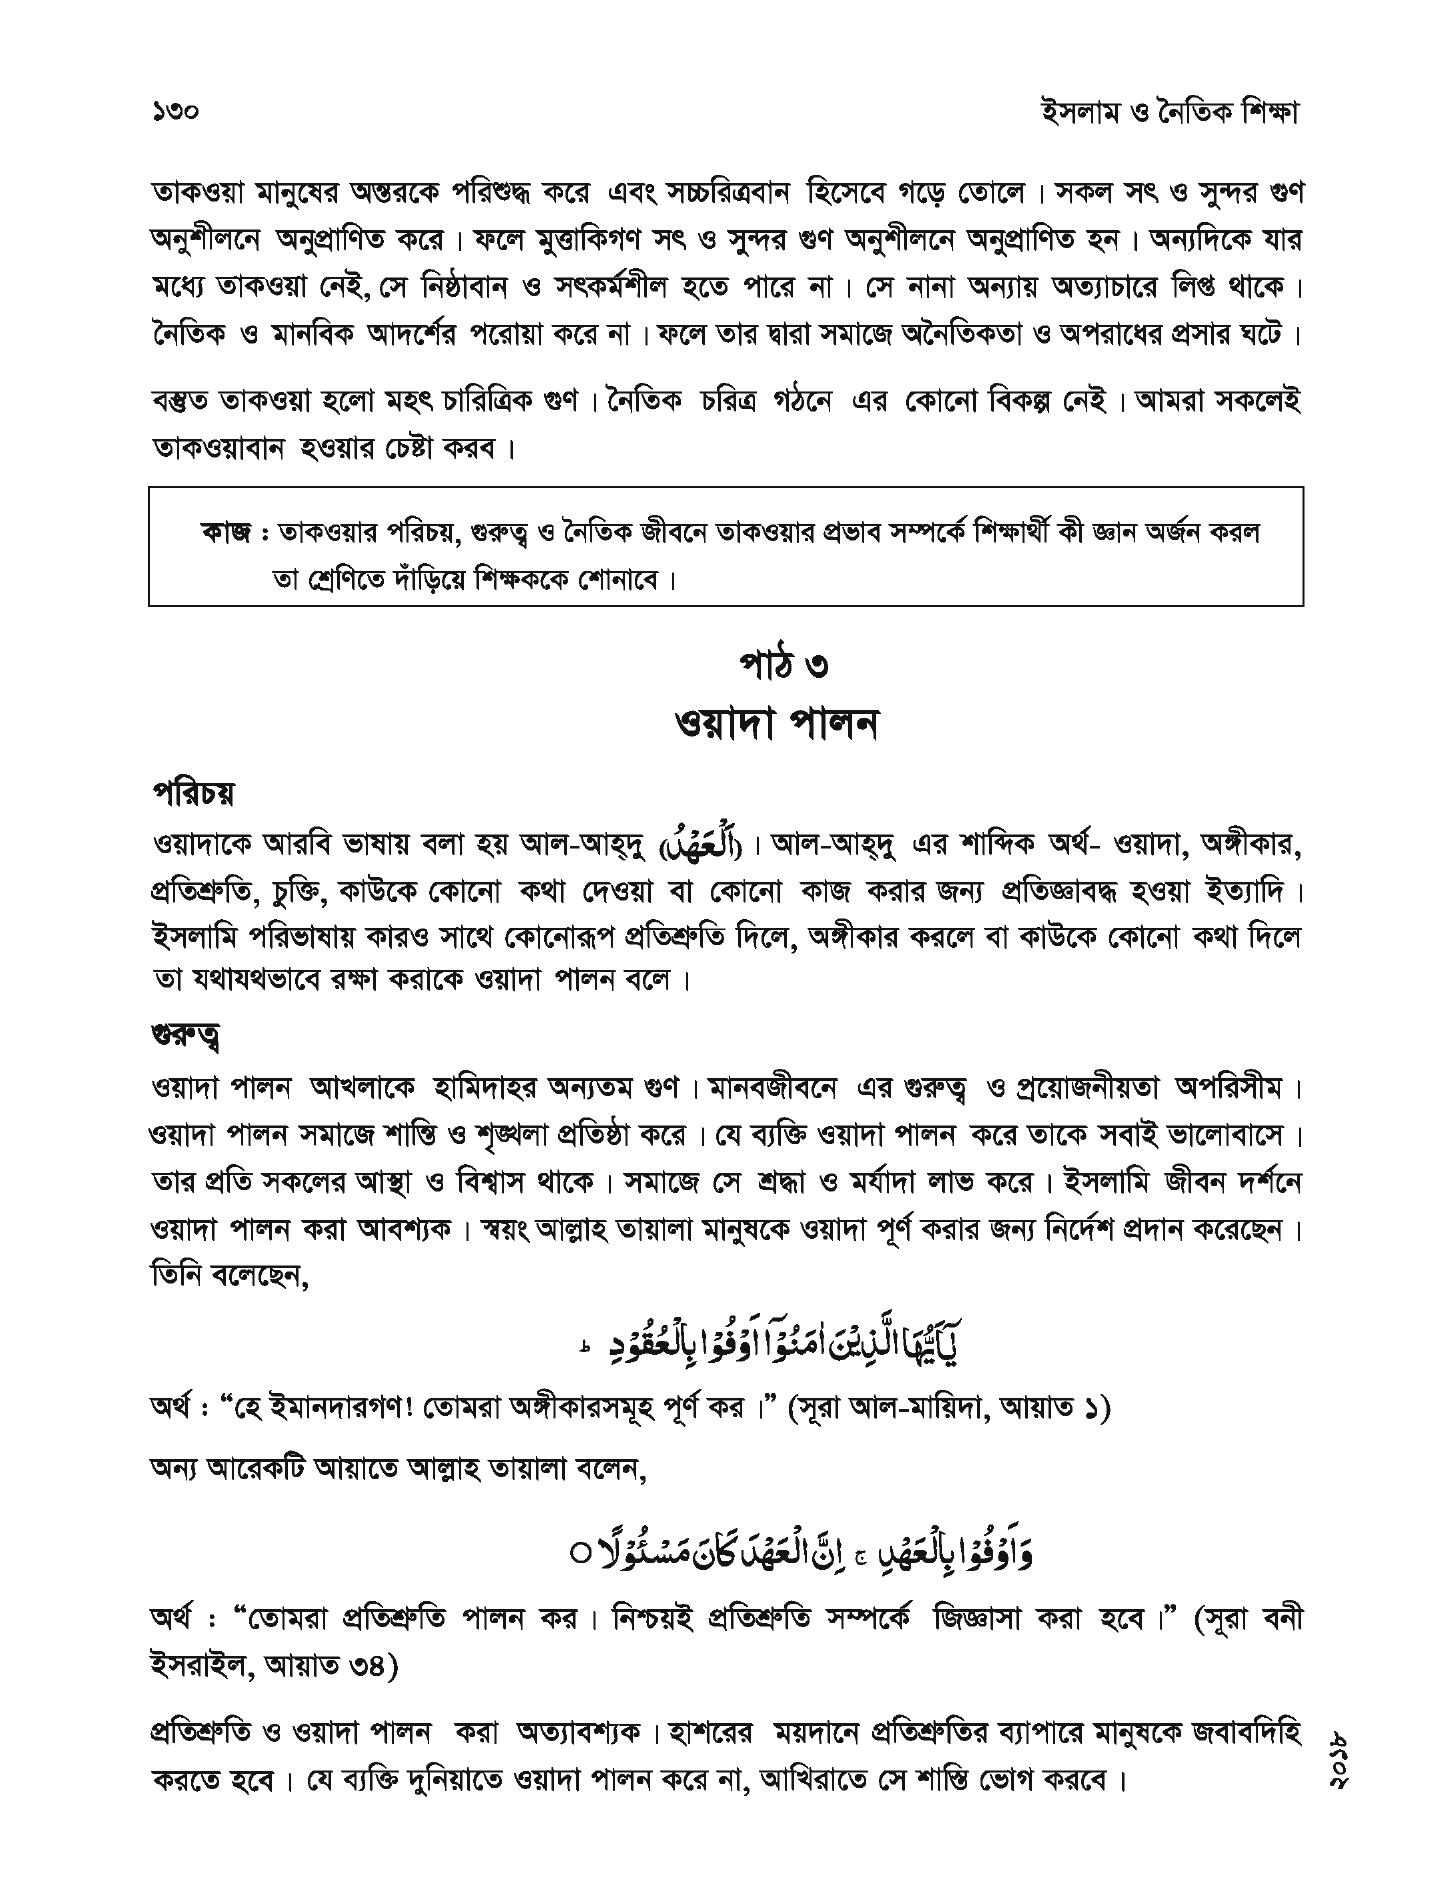 ১৩০
ইসলাম ও নৈতিক শিক্ষা
তাকওয়া মানুষের অন্তরকে পরিশুদ্ধ করে এবং সচ্চরিত্রবান হিসেবে গড়ে তোলে। সকল সৎ ও সুন্দর গুণ
অনুশীলনে অনুপ্রাণিত করে। ফলে মুত্তাকিগণ সৎ ও সুন্দর গুণ অনুশীলনে অনুপ্রাণিত হন। অন্যদিকে যার
মধ্যে তাকওয়া নেই, সে নিষ্ঠাবান ও সৎকর্মশীল হতে পারে না। সে নানা অন্যায় অত্যাচারে লিপ্ত থাকে।
নৈতিক ও মানবিক আদর্শের পরোয়া করে না। ফলে তার দ্বারা সমাজে অনৈতিকতা ও অপরাধের প্রসার ঘটে।
বস্তুত তাকওয়া হলো মহৎ চারিত্রিক গুণ। নৈতিক চরিত্র গঠনে এর কোনো বিকল্প নেই। আমরা সকলেই
তাকওয়াবান হওয়ার চেষ্টা করব।
কাজ : তাকওয়ার পরিচয়, গুরুত্ব ও নৈতিক জীবনে তাকওয়ার প্রভাব সম্পর্কে শিক্ষার্থী কী জ্ঞান অর্জন করল
তা শ্রেণিতে দাঁড়িয়ে শিক্ষককে শোনাবে।
পাঠ ৩
ওয়াদা পালন
পরিচয়
ওয়াদাকে আরবি ভাষায় বলা হয় আল-আহ্দু (اَلْعَهْدُ)। আল-আহ্দু এর শাব্দিক অর্থ- ওয়াদা, অঙ্গীকার,
প্রতিশ্রুতি, চুক্তি, কাউকে কোনো কথা দেওয়া বা কোনো কাজ করার জন্য প্রতিজ্ঞাবদ্ধ হওয়া ইত্যাদি।
ইসলামি পরিভাষায় কারও সাথে কোনোরূপ প্রতিশ্রুতি দিলে, অঙ্গীকার করলে বা কাউকে কোনো কথা দিলে
তা যথাযথভাবে রক্ষা করাকে ওয়াদা পালন বলে।
গুরুত্ব
ওয়াদা পালন আখলাকে হামিদাহর অন্যতম গুণ। মানবজীবনে এর গুরুত্ব ও প্রয়োজনীয়তা অপরিসীম।
ওয়াদা পালন সমাজে শান্তি ও শৃঙ্খলা প্রতিষ্ঠা করে। যে ব্যক্তি ওয়াদা পালন করে তাকে সবাই ভালোবাসে।
তার প্রতি সকলের আস্থা ও বিশ্বাস থাকে। সমাজে সে শ্রদ্ধা ও মর্যাদা লাভ করে। ইসলামি জীবন দর্শনে
ওয়াদা পালন করা আবশ্যক। স্বয়ং আল্লাহ তায়ালা মানুষকে ওয়াদা পূর্ণ করার জন্য নির্দেশ প্রদান করেছেন।
তিনি বলেছেন,
يٰٓاَيُّهَا الَّذِيْنَ اٰمَنُوْٓا اَوْفُوْا بِالْعُقُوْدِ ؕ
অর্থ : “হে ইমানদারগণ! তোমরা অঙ্গীকারসমূহ পূর্ণ কর।” (সূরা আল-মায়িদা, আয়াত ১)
অন্য আরেকটি আয়াতে আল্লাহ তায়ালা বলেন,
وَاَوْفُوْا بِالْعَهْدِ ۚ اِنَّ الْعَهْدَ كَانَ مَسْئُوْلًا ○
অর্থ : “তোমরা প্রতিশ্রুতি পালন কর। নিশ্চয়ই প্রতিশ্রুতি সম্পর্কে জিজ্ঞাসা করা হবে।” (সূরা বনী
ইসরাইল, আয়াত ৩৪)
প্রতিশ্রুতি ও ওয়াদা পালন করা অত্যাবশ্যক। হাশরের ময়দানে প্রতিশ্রুতির ব্যাপারে মানুষকে জবাবদিহি
করতে হবে। যে ব্যক্তি দুনিয়াতে ওয়াদা পালন করে না, আখিরাতে সে শাস্তি ভোগ করবে।
২০১৮